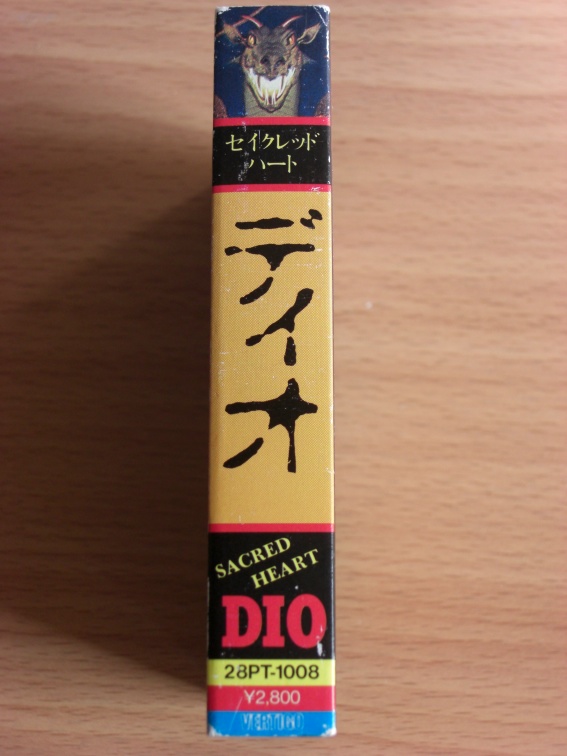 セイクレッド
ハート
ディオ
SACRED
HEART
DIO
28PT-1008
¥2,800
VERTIGO